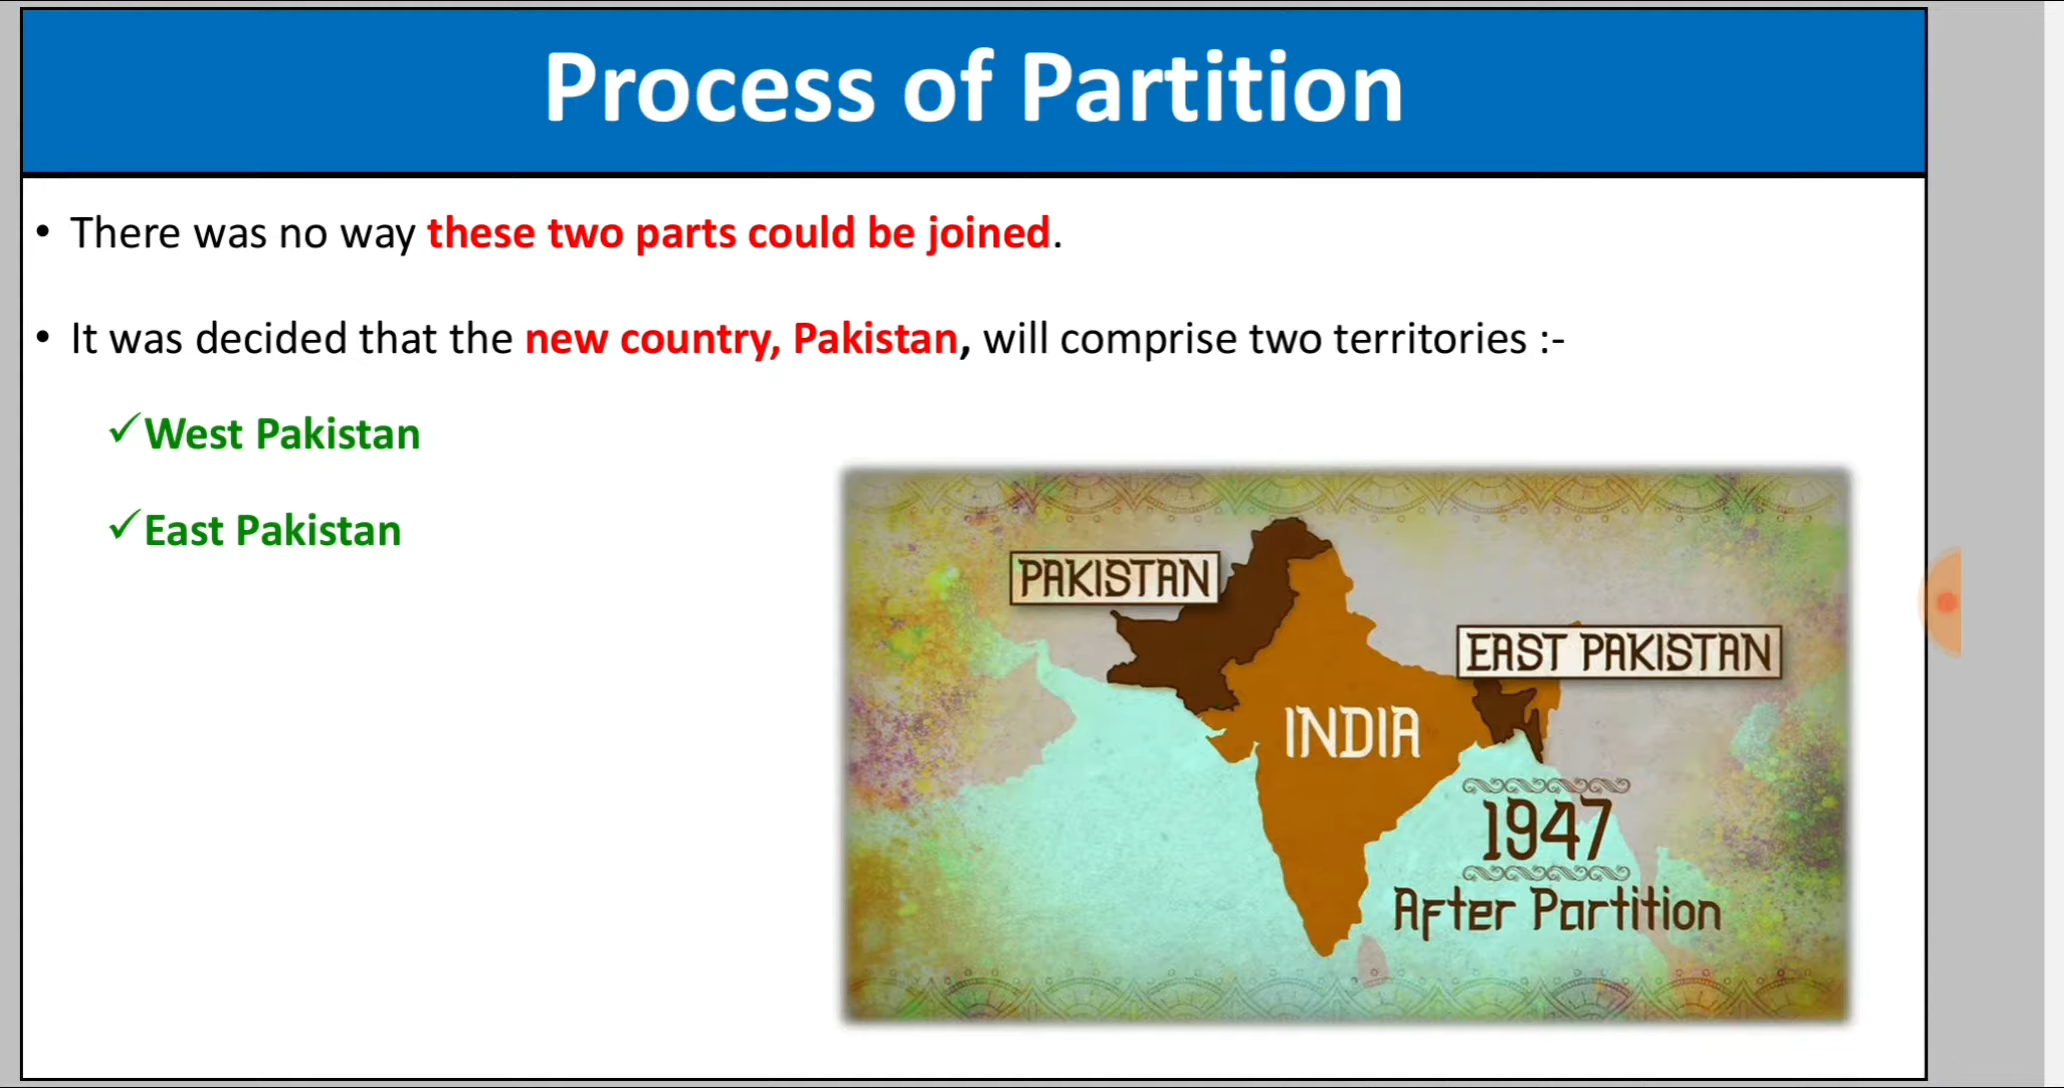 Process of Partition
• There was no way these two parts could be joined.
• It was decided that the new country, Pakistan, will comprise two territories :-
✓West Pakistan
✓East Pakistan
PAKISTAN
EAST PAKISTAN
INDIA
1947
After Partition